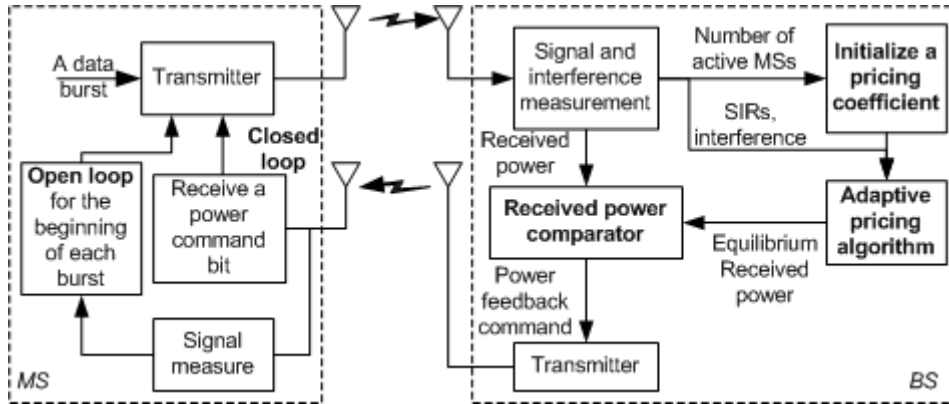 A data
burst
Transmitter
Closed
loop
Open loop
for the
beginning
of each
burst
Receive a
power
command
bit
Signal
measure
MS
Signal and
interference
measurement
Number of
active MSs
Initialize a
pricing
coefficient
SIRs,
interference
Received
power
Received power
comparator
Adaptive
pricing
algorithm
Equilibrium
Received
power
Power
feedback
command
Transmitter
BS